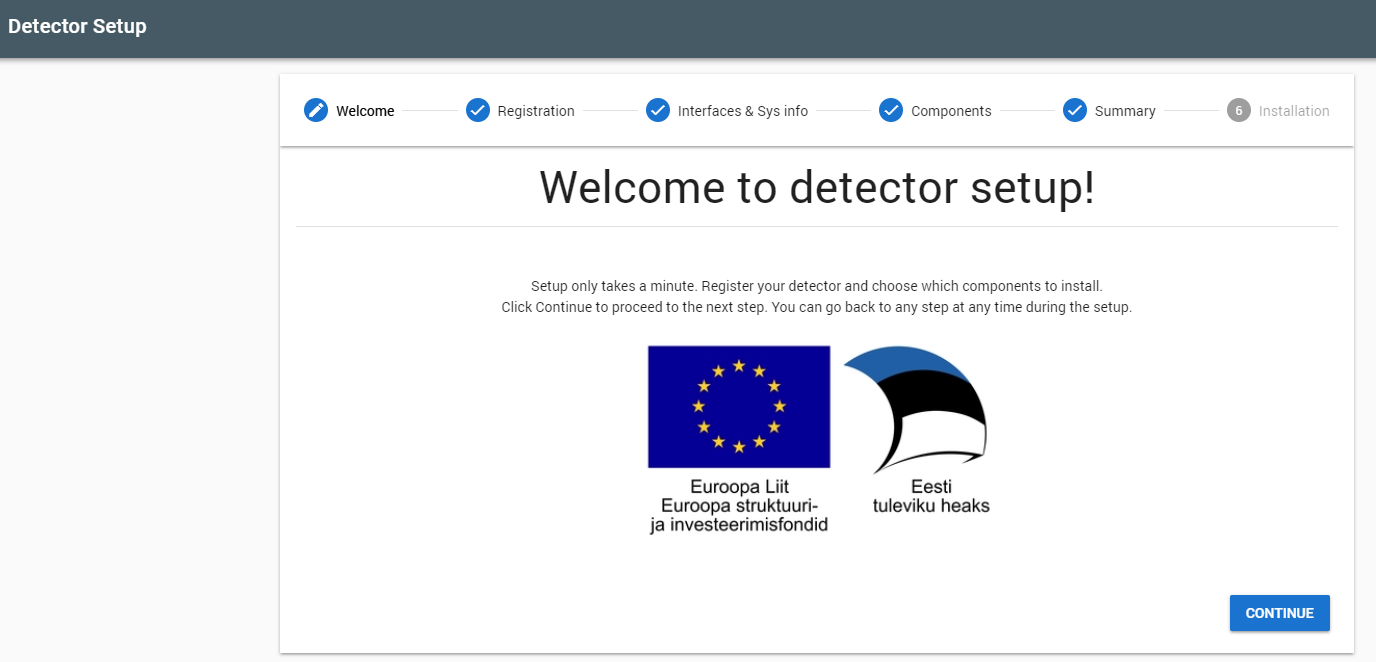 Detector Setup
Welcome
Registration
Interfaces & Sys info
Components
Summary
6
Installation
Welcome to detector setup!
Setup only takes a minute. Register your detector and choose which components to install.
Click Continue to proceed to the next step. You can go back to any step at any time during the setup.
Euroopa Liit
Euroopa struktuuri-
ja investeerimisfondid
Eesti
tuleviku heaks
CONTINUE